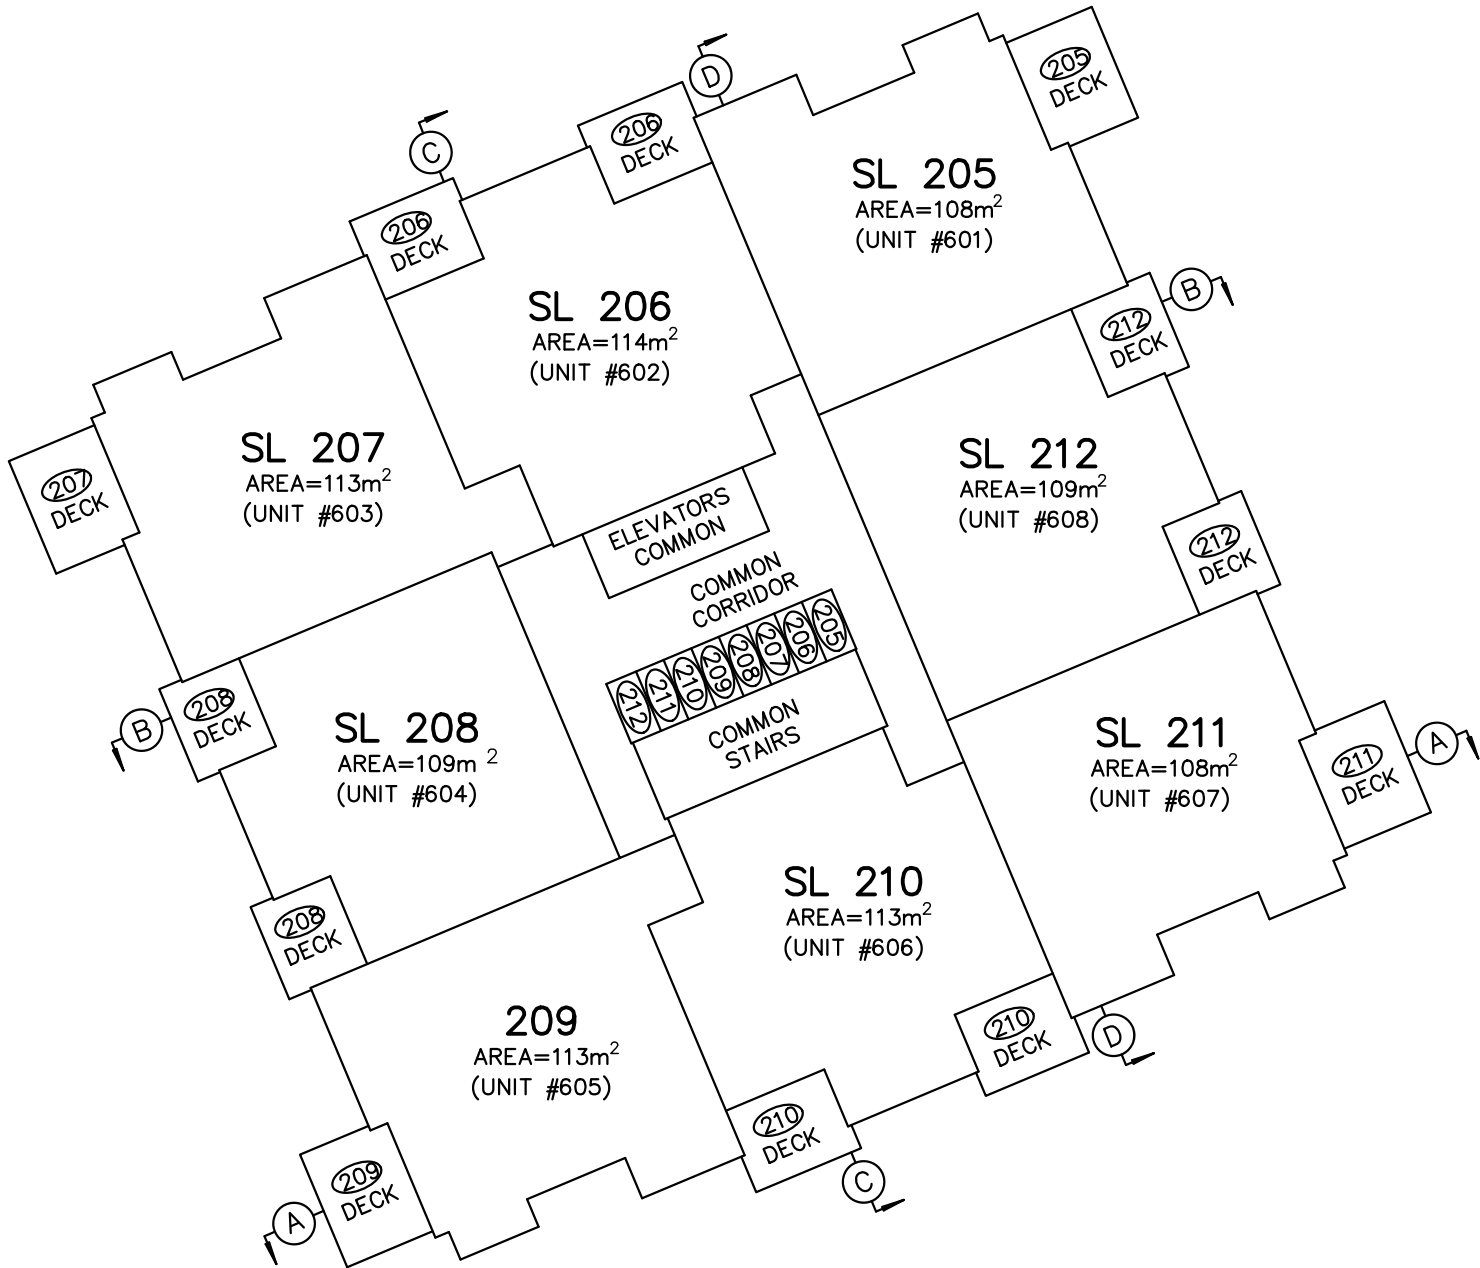 D
205
DECK
206
DECK
C
SL 205
AREA=108m2
(UNIT #601)
206
DECK
B
SL 206
AREA=114m2
(UNIT #602)
212
DECK
SL 207
AREA=113m2
(UNIT #603)
SL 212
AREA=109m2
(UNIT #608)
207
DECK
ELEVATORS
COMMON
212
DECK
COMMON
CORRIDOR
212 211 210 209 208 207 206 205
COMMON
STAIRS
208
DECK
B
SL 208
AREA=109m 2
(UNIT #604)
SL 211
AREA=108m2
(UNIT #607)
211
DECK
A
SL 210
AREA=113m2
(UNIT #606)
208
DECK
209
AREA=113m2
(UNIT #605)
210
DECK
D
210
DECK
209
DECK
C
A